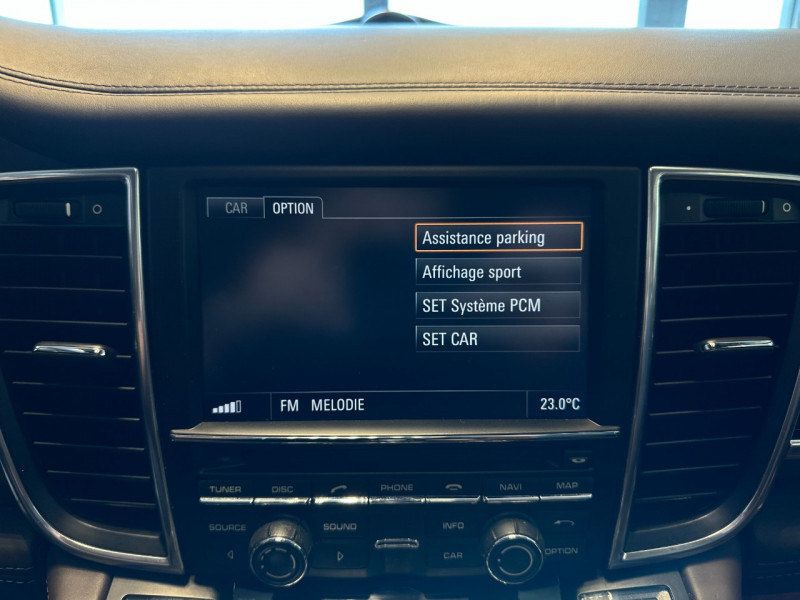 CAR OPTION
Assistance parking
Affichage sport
SET Système PCM
SET CAR
FM MELODIE 23.0°C
TUNER DISC PHONE NAVI MAP
SOURCE SOUND INFO
CAR OPTION